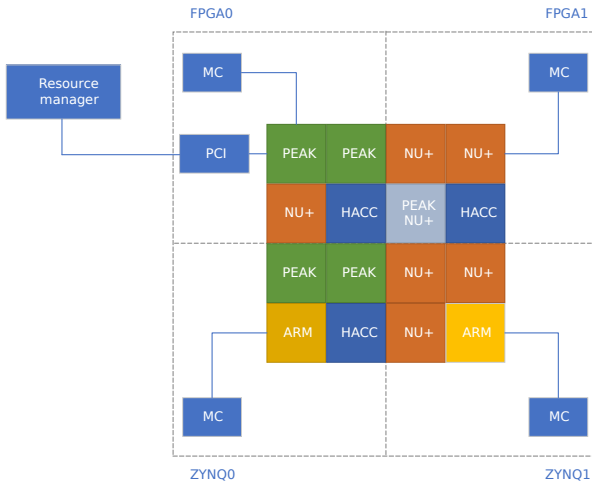 FPGA0
FPGA1
MC
MC
Resource
manager
PCI
PEAK
PEAK
NU+
NU+
NU+
HACC
PEAK
NU+
HACC
PEAK
PEAK
NU+
NU+
ARM
HACC
NU+
ARM
MC
MC
ZYNQ0
ZYNQ1